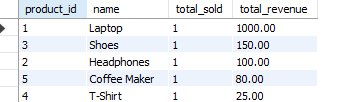 product_id name total_sold total_revenue
1 Laptop 1 1000.00
3 Shoes 1 150.00
2 Headphones 1 100.00
5 Coffee Maker 1 80.00
4 T-Shirt 1 25.00